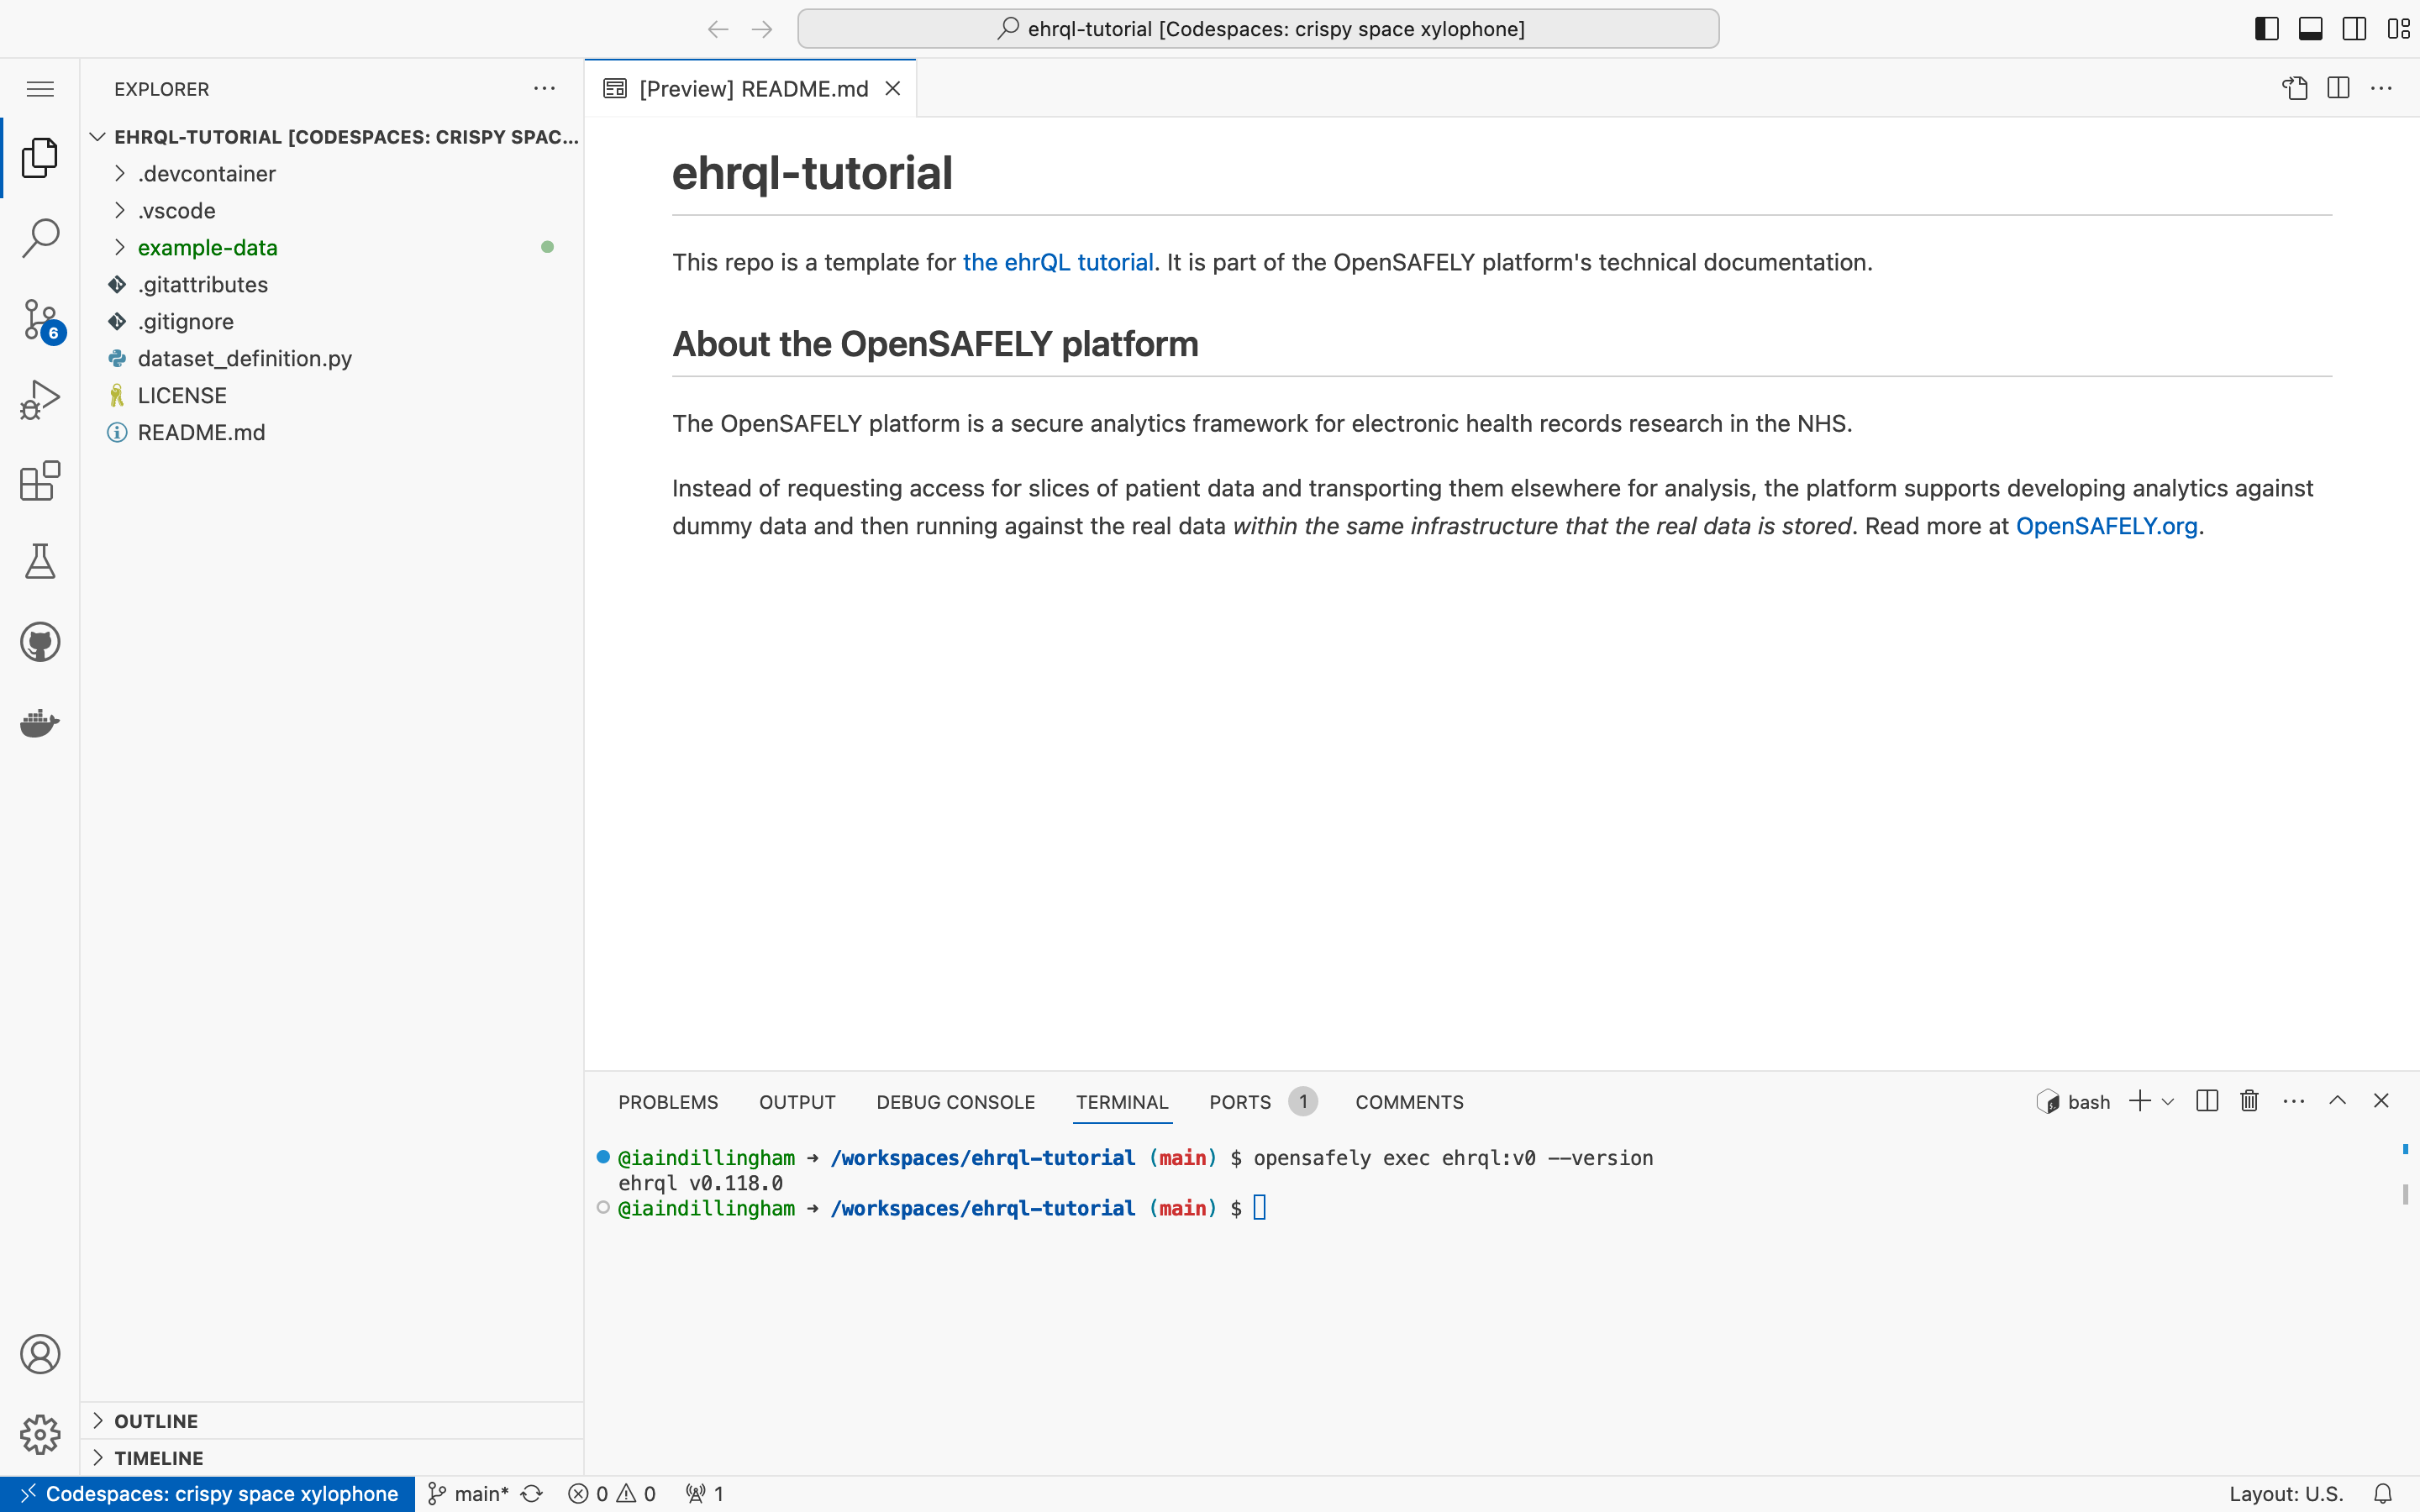 ehrql-tutorial [Codespaces: crispy space xylophone]
EXPLORER
EHRQL-TUTORIAL [CODESPACES: CRISPY SPAC...
.devcontainer
.vscode
example-data
.gitattributes
.gitignore
dataset_definition.py
LICENSE
README.md
6
OUTLINE
TIMELINE
[Preview] README.md
ehrql-tutorial
This repo is a template for the ehrQL tutorial. It is part of the OpenSAFELY platform's technical documentation.
About the OpenSAFELY platform
The OpenSAFELY platform is a secure analytics framework for electronic health records research in the NHS.
Instead of requesting access for slices of patient data and transporting them elsewhere for analysis, the platform supports developing analytics against
dummy data and then running against the real data within the same infrastructure that the real data is stored. Read more at OpenSAFELY.org.
PROBLEMS OUTPUT DEBUG CONSOLE TERMINAL PORTS 1 COMMENTS bash
@iaindillingham ➜ /workspaces/ehrql-tutorial (main) $ opensafely exec ehrql:v0 --version
ehrql v0.118.0
@iaindillingham ➜ /workspaces/ehrql-tutorial (main) $
Codespaces: crispy space xylophone main* 0 0 1 Layout: U.S.